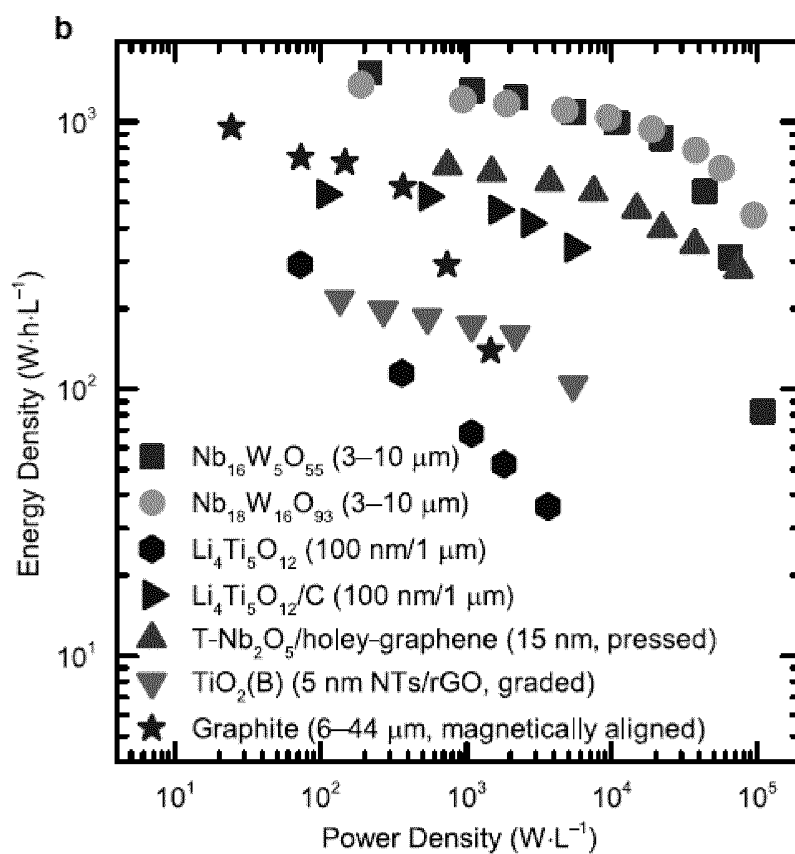 b
10³
10²
10¹
Energy Density (W·h·L⁻¹)
Nb₁₆W₅O₅₅ (3–10 μm)
Nb₁₈W₁₆O₉₃ (3–10 μm)
Li₄Ti₅O₁₂ (100 nm/1 μm)
Li₄Ti₅O₁₂/C (100 nm/1 μm)
T-Nb₂O₅/holey-graphene (15 nm, pressed)
TiO₂(B) (5 nm NTs/rGO, graded)
Graphite (6–44 μm, magnetically aligned)
10¹ 10² 10³ 10⁴ 10⁵
Power Density (W·L⁻¹)